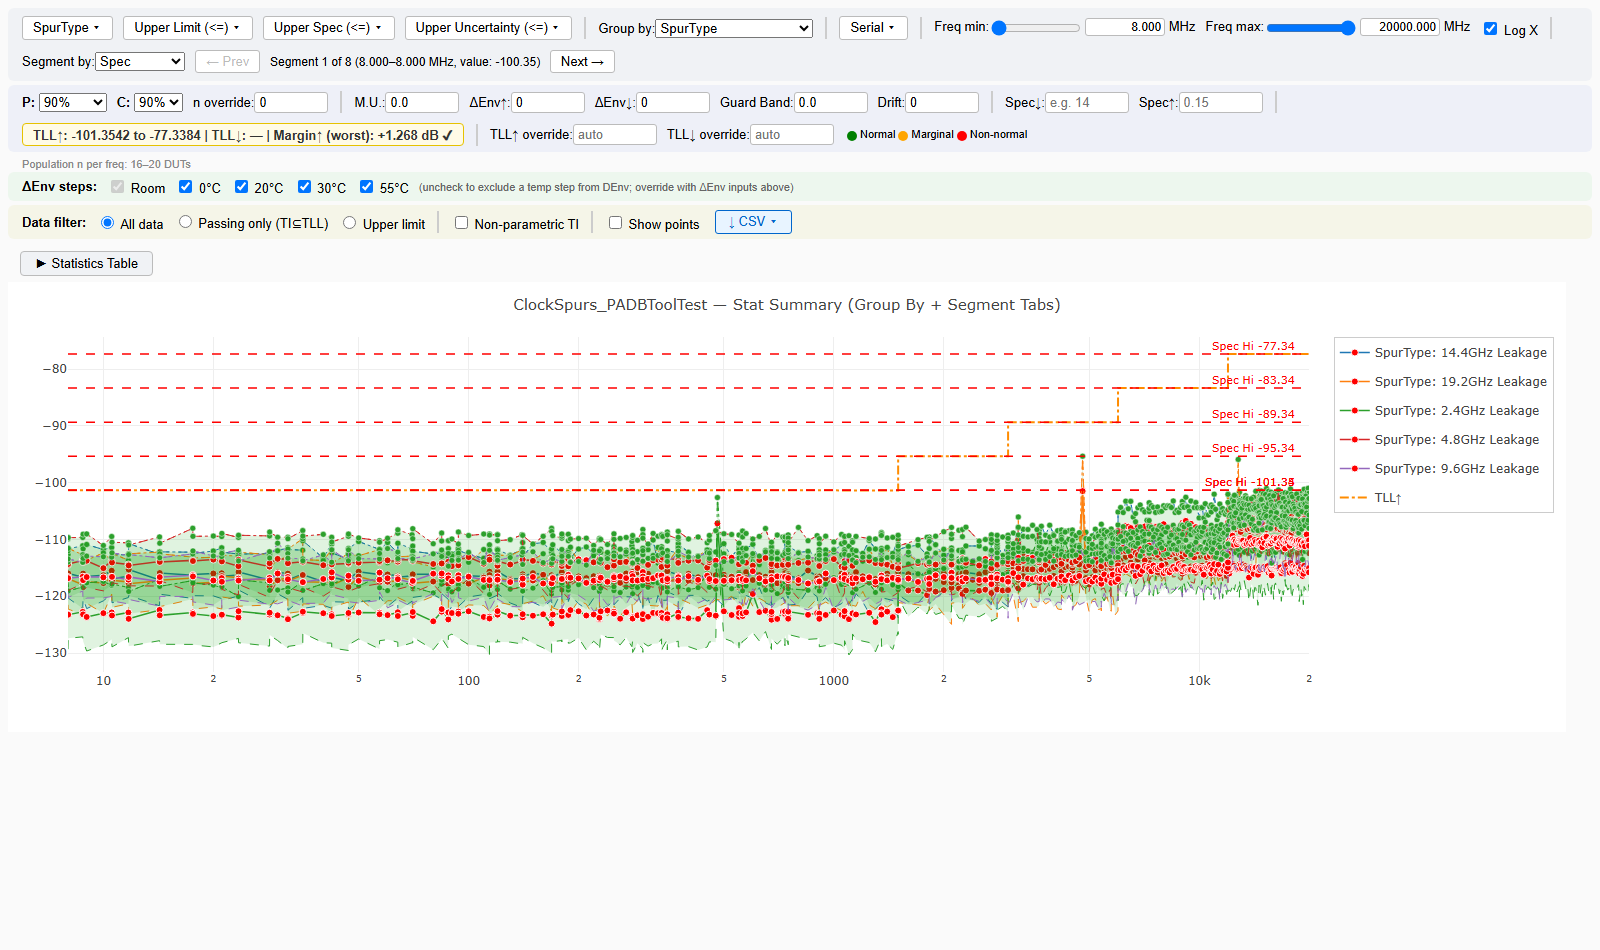 SpurType ▾ Upper Limit (<=) ▾ Upper Spec (<=) ▾ Upper Uncertainty (<=) ▾ Group by: SpurType Serial ▾ Freq min: 8.000 MHz Freq max: 20000.000 MHz Log X
Segment by: Spec ← Prev Segment 1 of 8 (8.000–8.000 MHz, value: -100.35) Next →
P: 90% C: 90% n override: 0 M.U.: 0.0 ΔEnv↑: 0 ΔEnv↓: 0 Guard Band: 0.0 Drift: 0 Spec↓: e.g. 14 Spec↑: 0.15
TLL↑: -101.3542 to -77.3384 | TLL↓: — | Margin↑ (worst): +1.268 dB ✓ TLL↑ override: auto TLL↓ override: auto Normal Marginal Non-normal
Population n per freq: 16–20 DUTs
ΔEnv steps: Room 0°C 20°C 30°C 55°C (uncheck to exclude a temp step from DEnv; override with ΔEnv inputs above)
Data filter: All data Passing only (TI⊆TLL) Upper limit Non-parametric TI Show points ↓ CSV ▾
▶ Statistics Table
ClockSpurs_PADBToolTest — Stat Summary (Group By + Segment Tabs)
Spec Hi -77.34
Spec Hi -83.34
Spec Hi -89.34
Spec Hi -95.34
−80
−90
−100
−110
−120
−130
10 2 5 100 2 5 1000 2 5 10k 2
SpurType: 14.4GHz Leakage
SpurType: 19.2GHz Leakage
SpurType: 2.4GHz Leakage
SpurType: 4.8GHz Leakage
SpurType: 9.6GHz Leakage
TLL↑